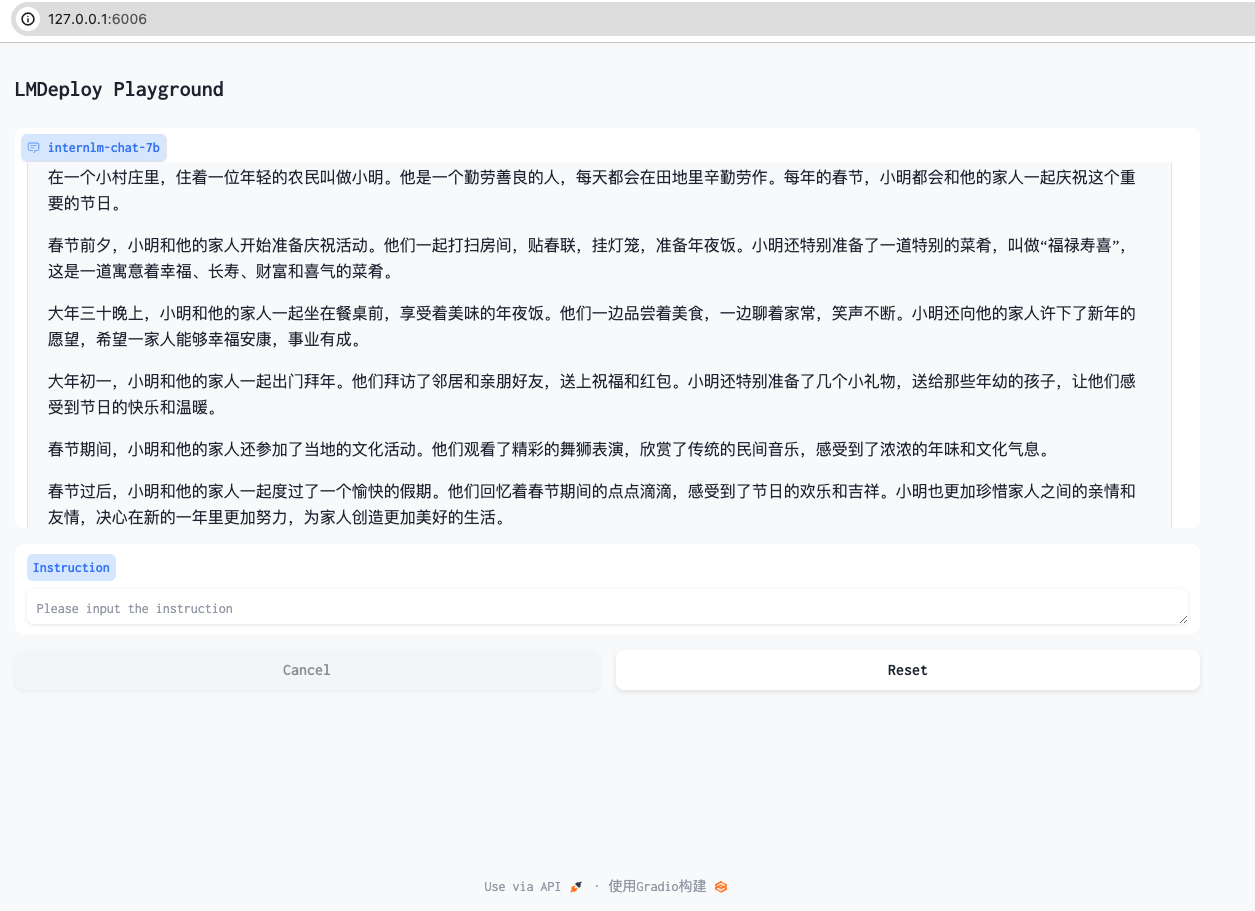 127.0.0.1:6006
LMDeploy Playground
internlm-chat-7b
在一个小村庄里，住着一位年轻的农民叫做小明。他是一个勤劳善良的人，每天都会在田地里辛勤劳作。每年的春节，小明都会和他的家人一起庆祝这个重
要的节日。
春节前夕，小明和他的家人开始准备庆祝活动。他们一起打扫房间，贴春联，挂灯笼，准备年夜饭。小明还特别准备了一道特别的菜肴，叫做“福禄寿喜”，
这是一道寓意着幸福、长寿、财富和喜气的菜肴。
大年三十晚上，小明和他的家人一起坐在餐桌前，享受着美味的年夜饭。他们一边品尝着美食，一边聊着家常，笑声不断。小明还向他的家人许下了新年的
愿望，希望一家人能够幸福安康，事业有成。
大年初一，小明和他的家人一起出门拜年。他们拜访了邻居和亲朋好友，送上祝福和红包。小明还特别准备了几个小礼物，送给那些年幼的孩子，让他们感
受到节日的快乐和温暖。
春节期间，小明和他的家人还参加了当地的文化活动。他们观看了精彩的舞狮表演，欣赏了传统的民间音乐，感受到了浓浓的年味和文化气息。
春节过后，小明和他的家人一起度过了一个愉快的假期。他们回忆着春节期间的点点滴滴，感受到了节日的欢乐和吉祥。小明也更加珍惜家人之间的亲情和
友情，决心在新的一年里更加努力，为家人创造更加美好的生活。
Instruction
Please input the instruction
Cancel
Reset
Use via API · 使用Gradio构建